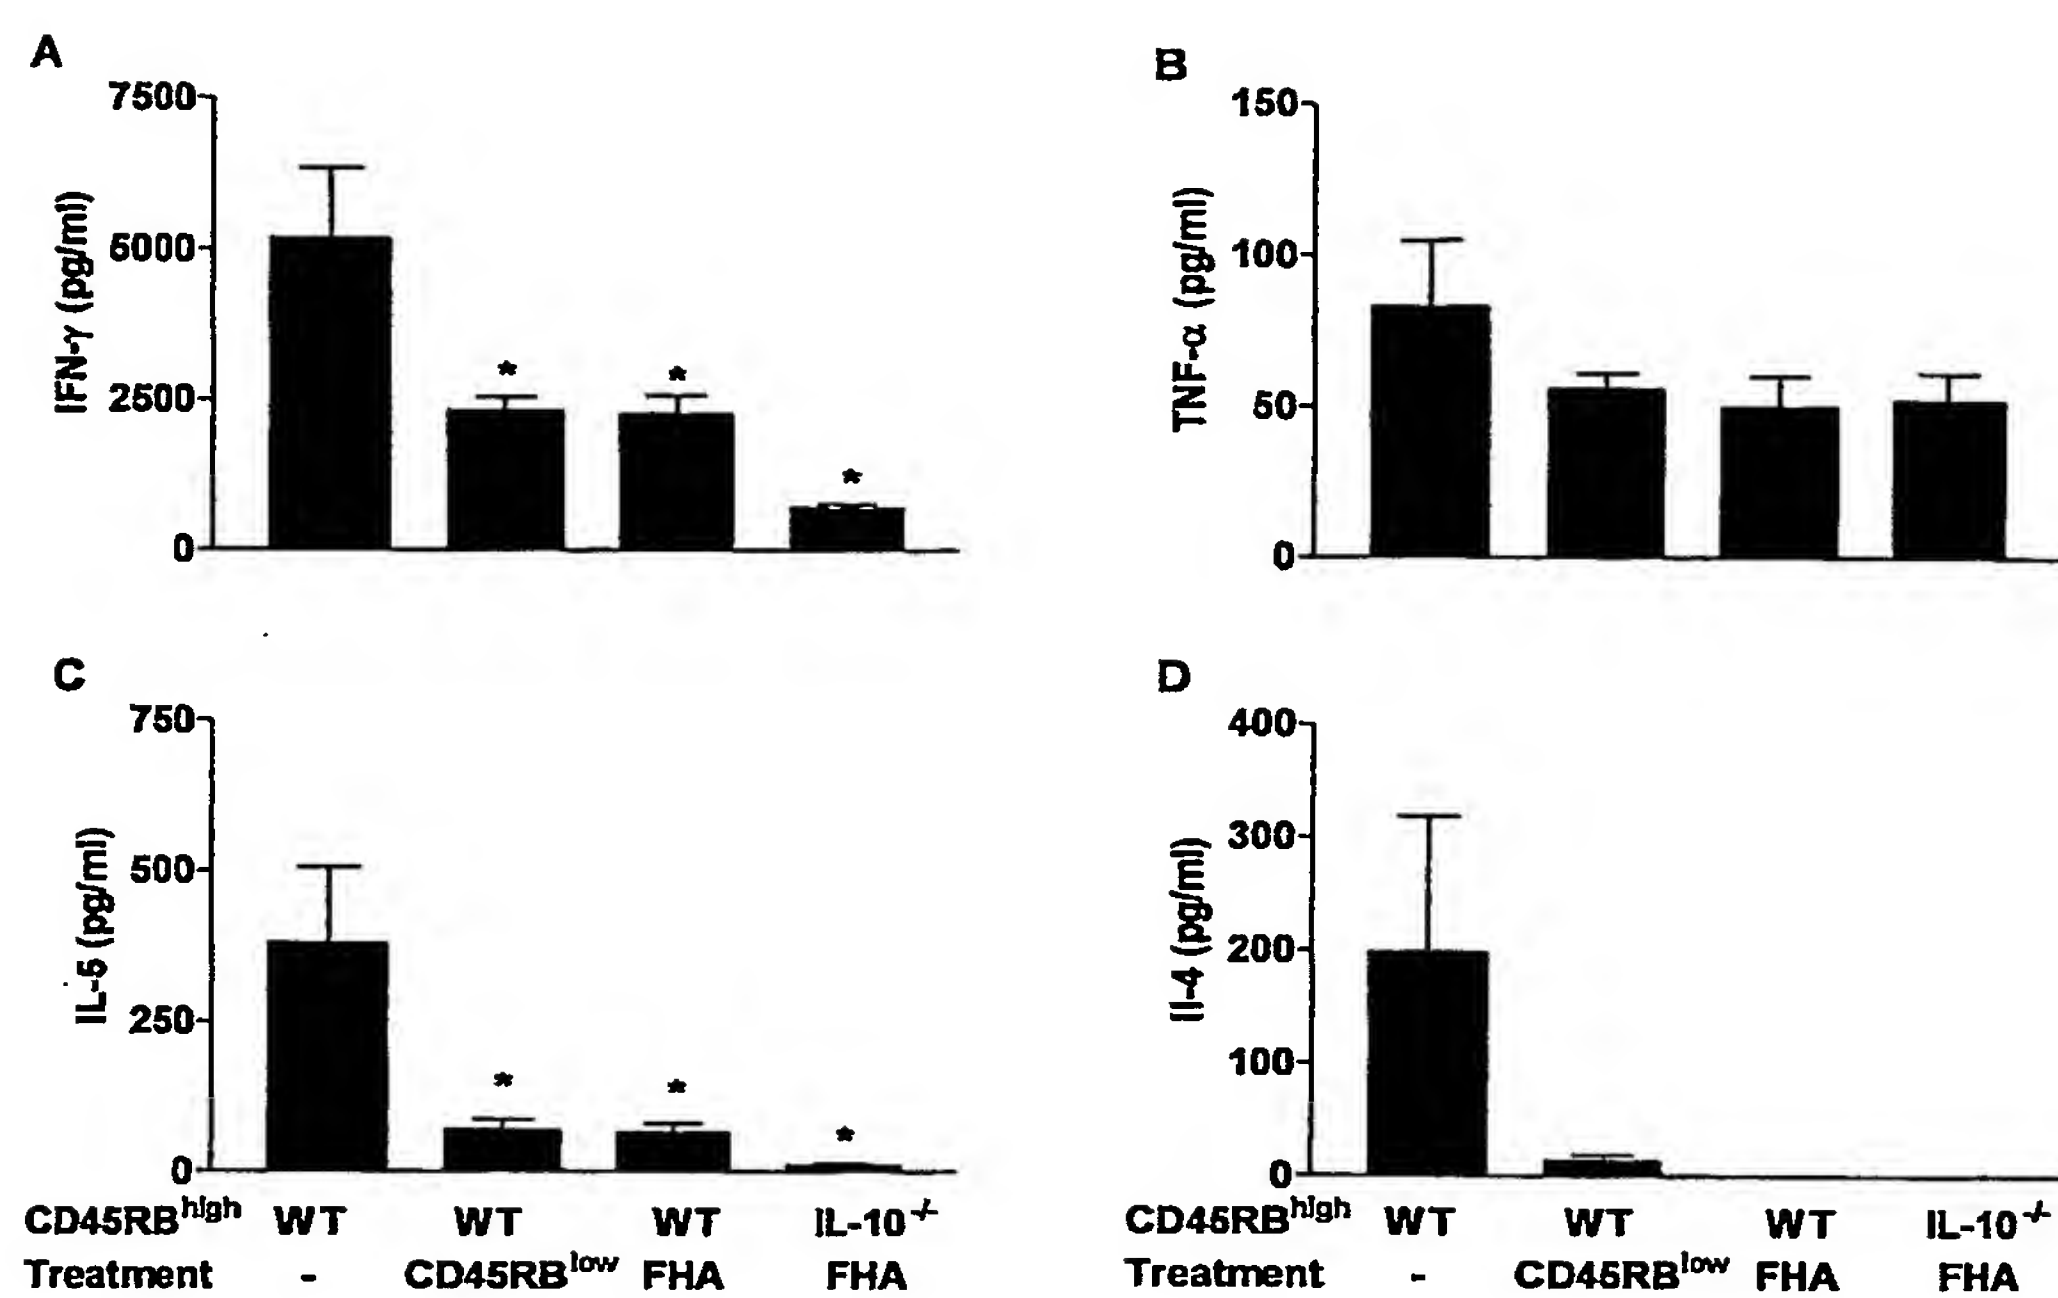 A
7500
5000
2500
0
IFN-γ (pg/ml)
*
*
*
B
150
100
50
0
TNF-α (pg/ml)
C
750
500
250
0
IL-5 (pg/ml)
*
*
*
D
400
300
200
100
0
Il-4 (pg/ml)
CD45RBhigh WT WT WT IL-10-/-
Treatment - CD45RBlow FHA FHA
CD45RBhigh WT WT WT IL-10-/-
Treatment - CD45RBlow FHA FHA